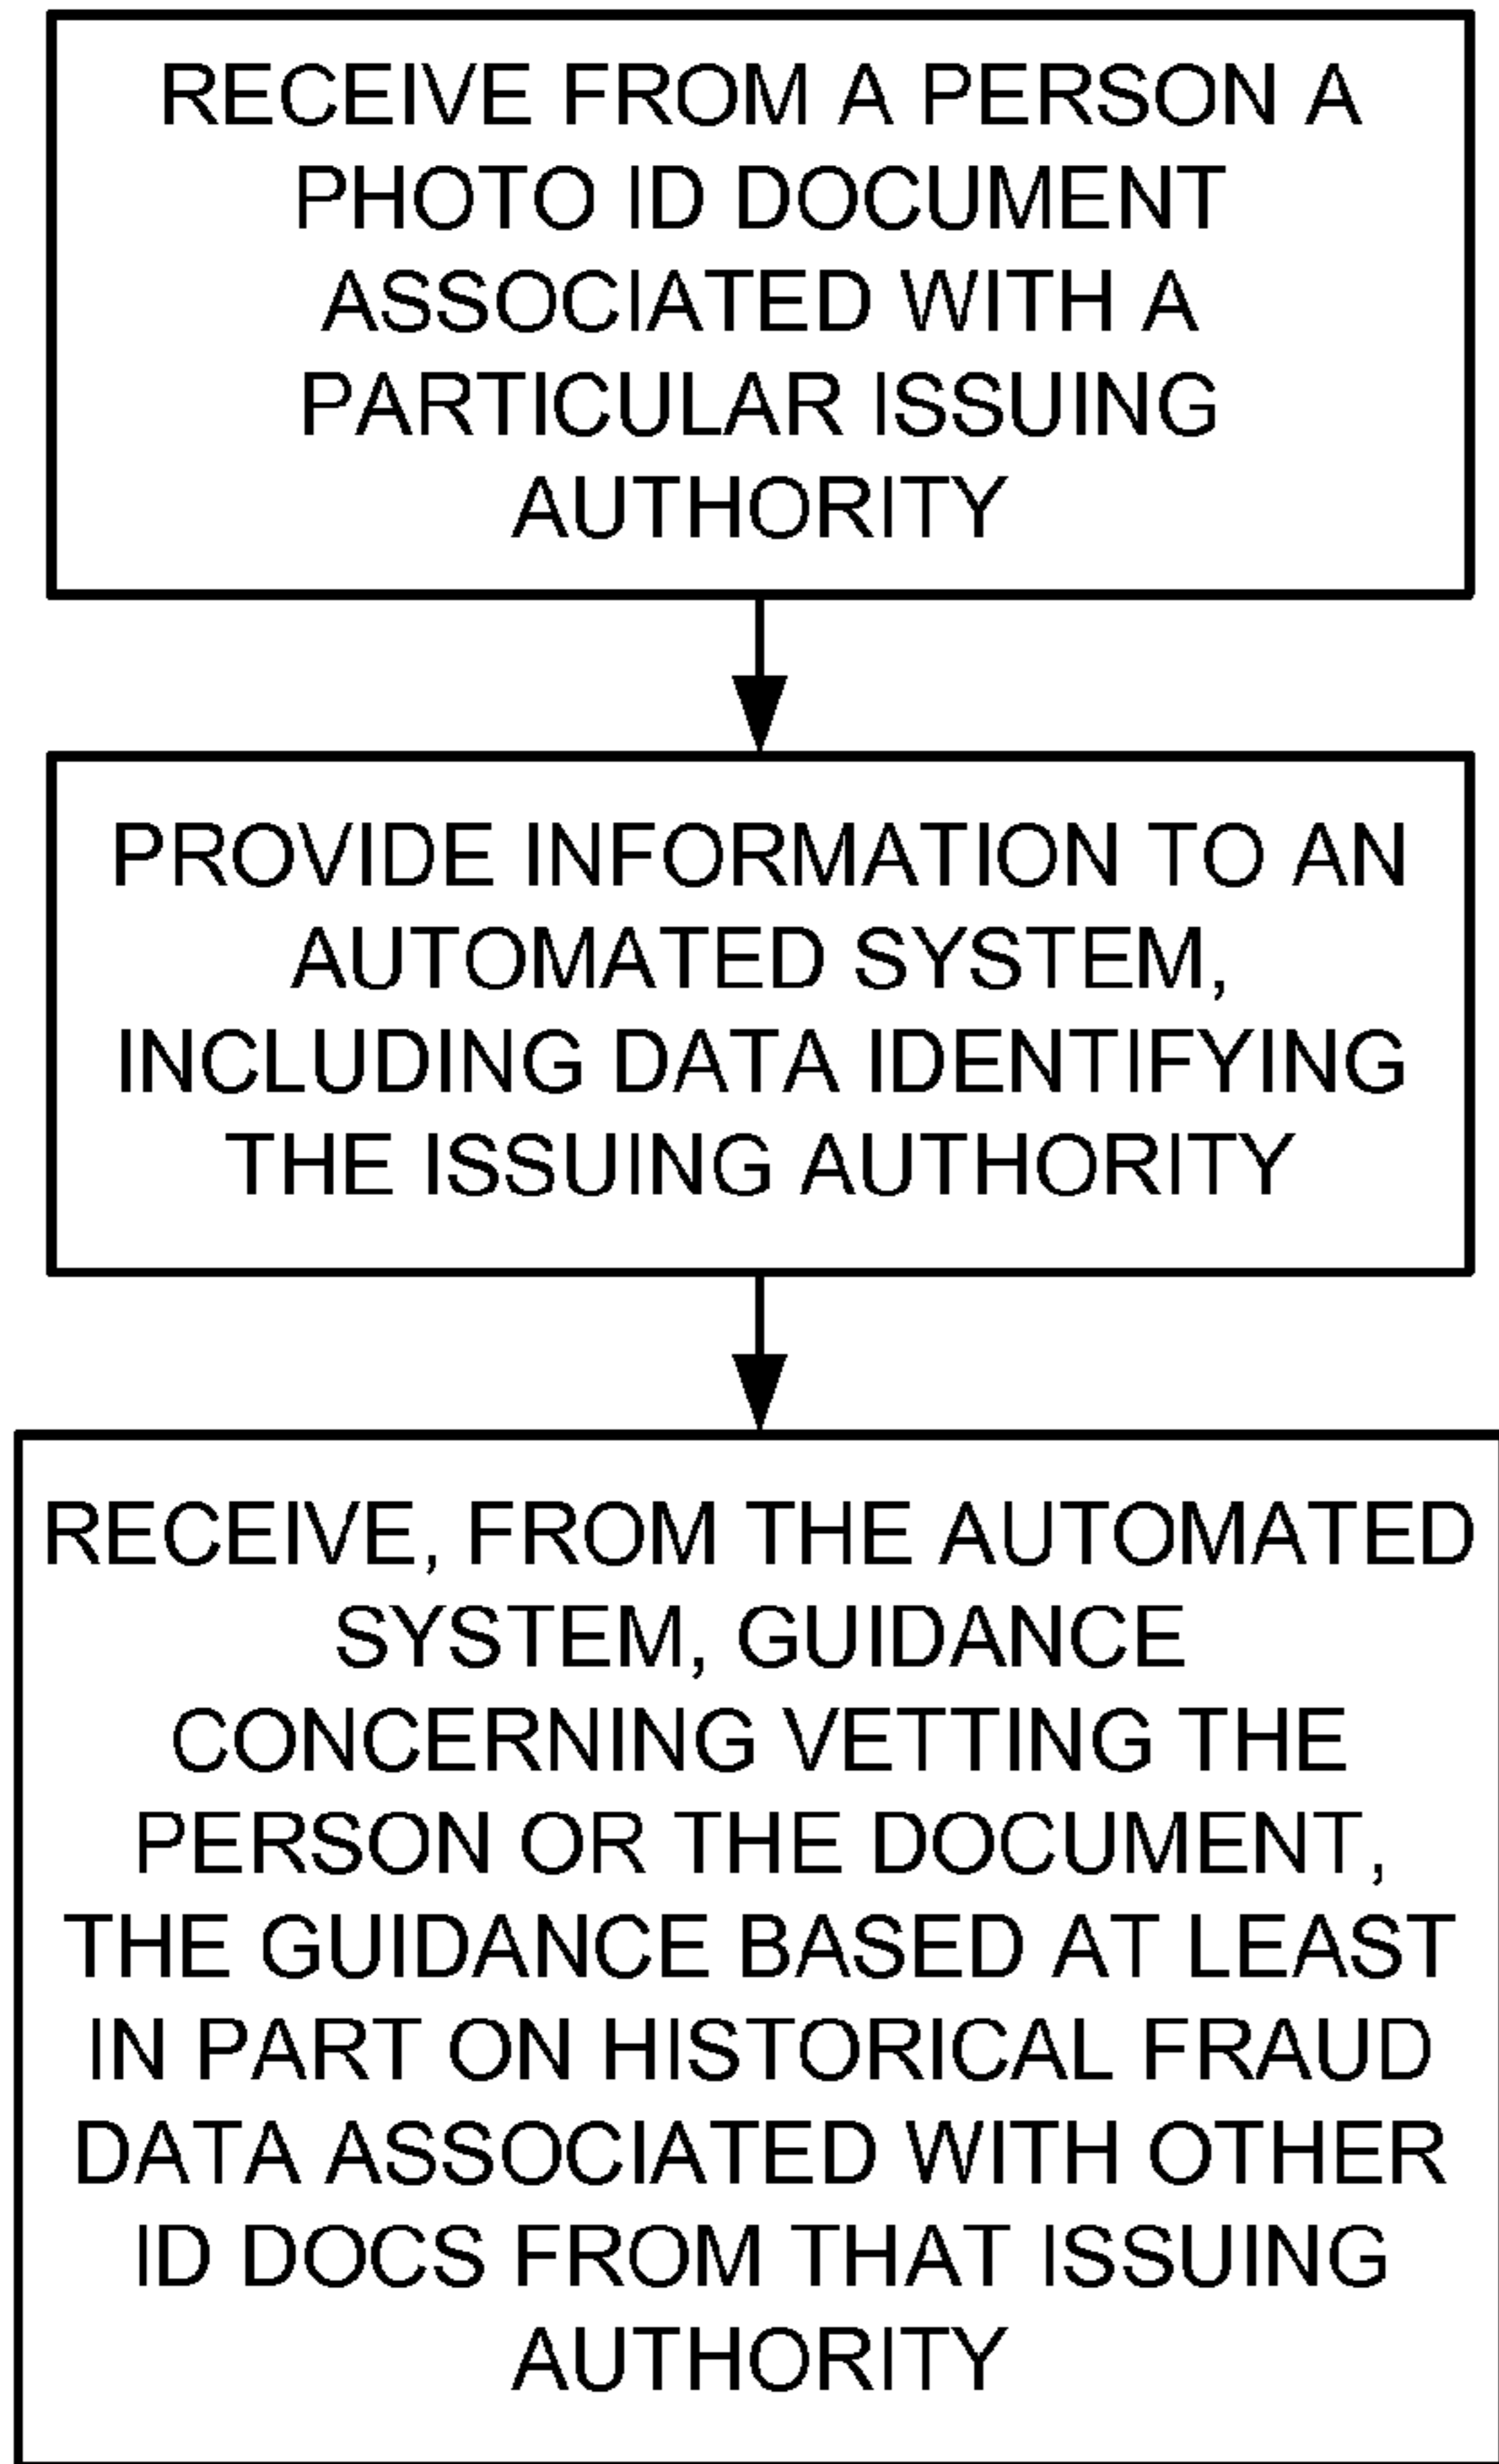 RECEIVE FROM A PERSON A
PHOTO ID DOCUMENT
ASSOCIATED WITH A
PARTICULAR ISSUING
AUTHORITY
PROVIDE INFORMATION TO AN
AUTOMATED SYSTEM,
INCLUDING DATA IDENTIFYING
THE ISSUING AUTHORITY
RECEIVE, FROM THE AUTOMATED
SYSTEM, GUIDANCE
CONCERNING VETTING THE
PERSON OR THE DOCUMENT,
THE GUIDANCE BASED AT LEAST
IN PART ON HISTORICAL FRAUD
DATA ASSOCIATED WITH OTHER
ID DOCS FROM THAT ISSUING
AUTHORITY